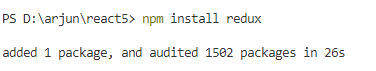 PS D:\arjun\react5> npm install redux
added 1 package, and audited 1502 packages in 26s